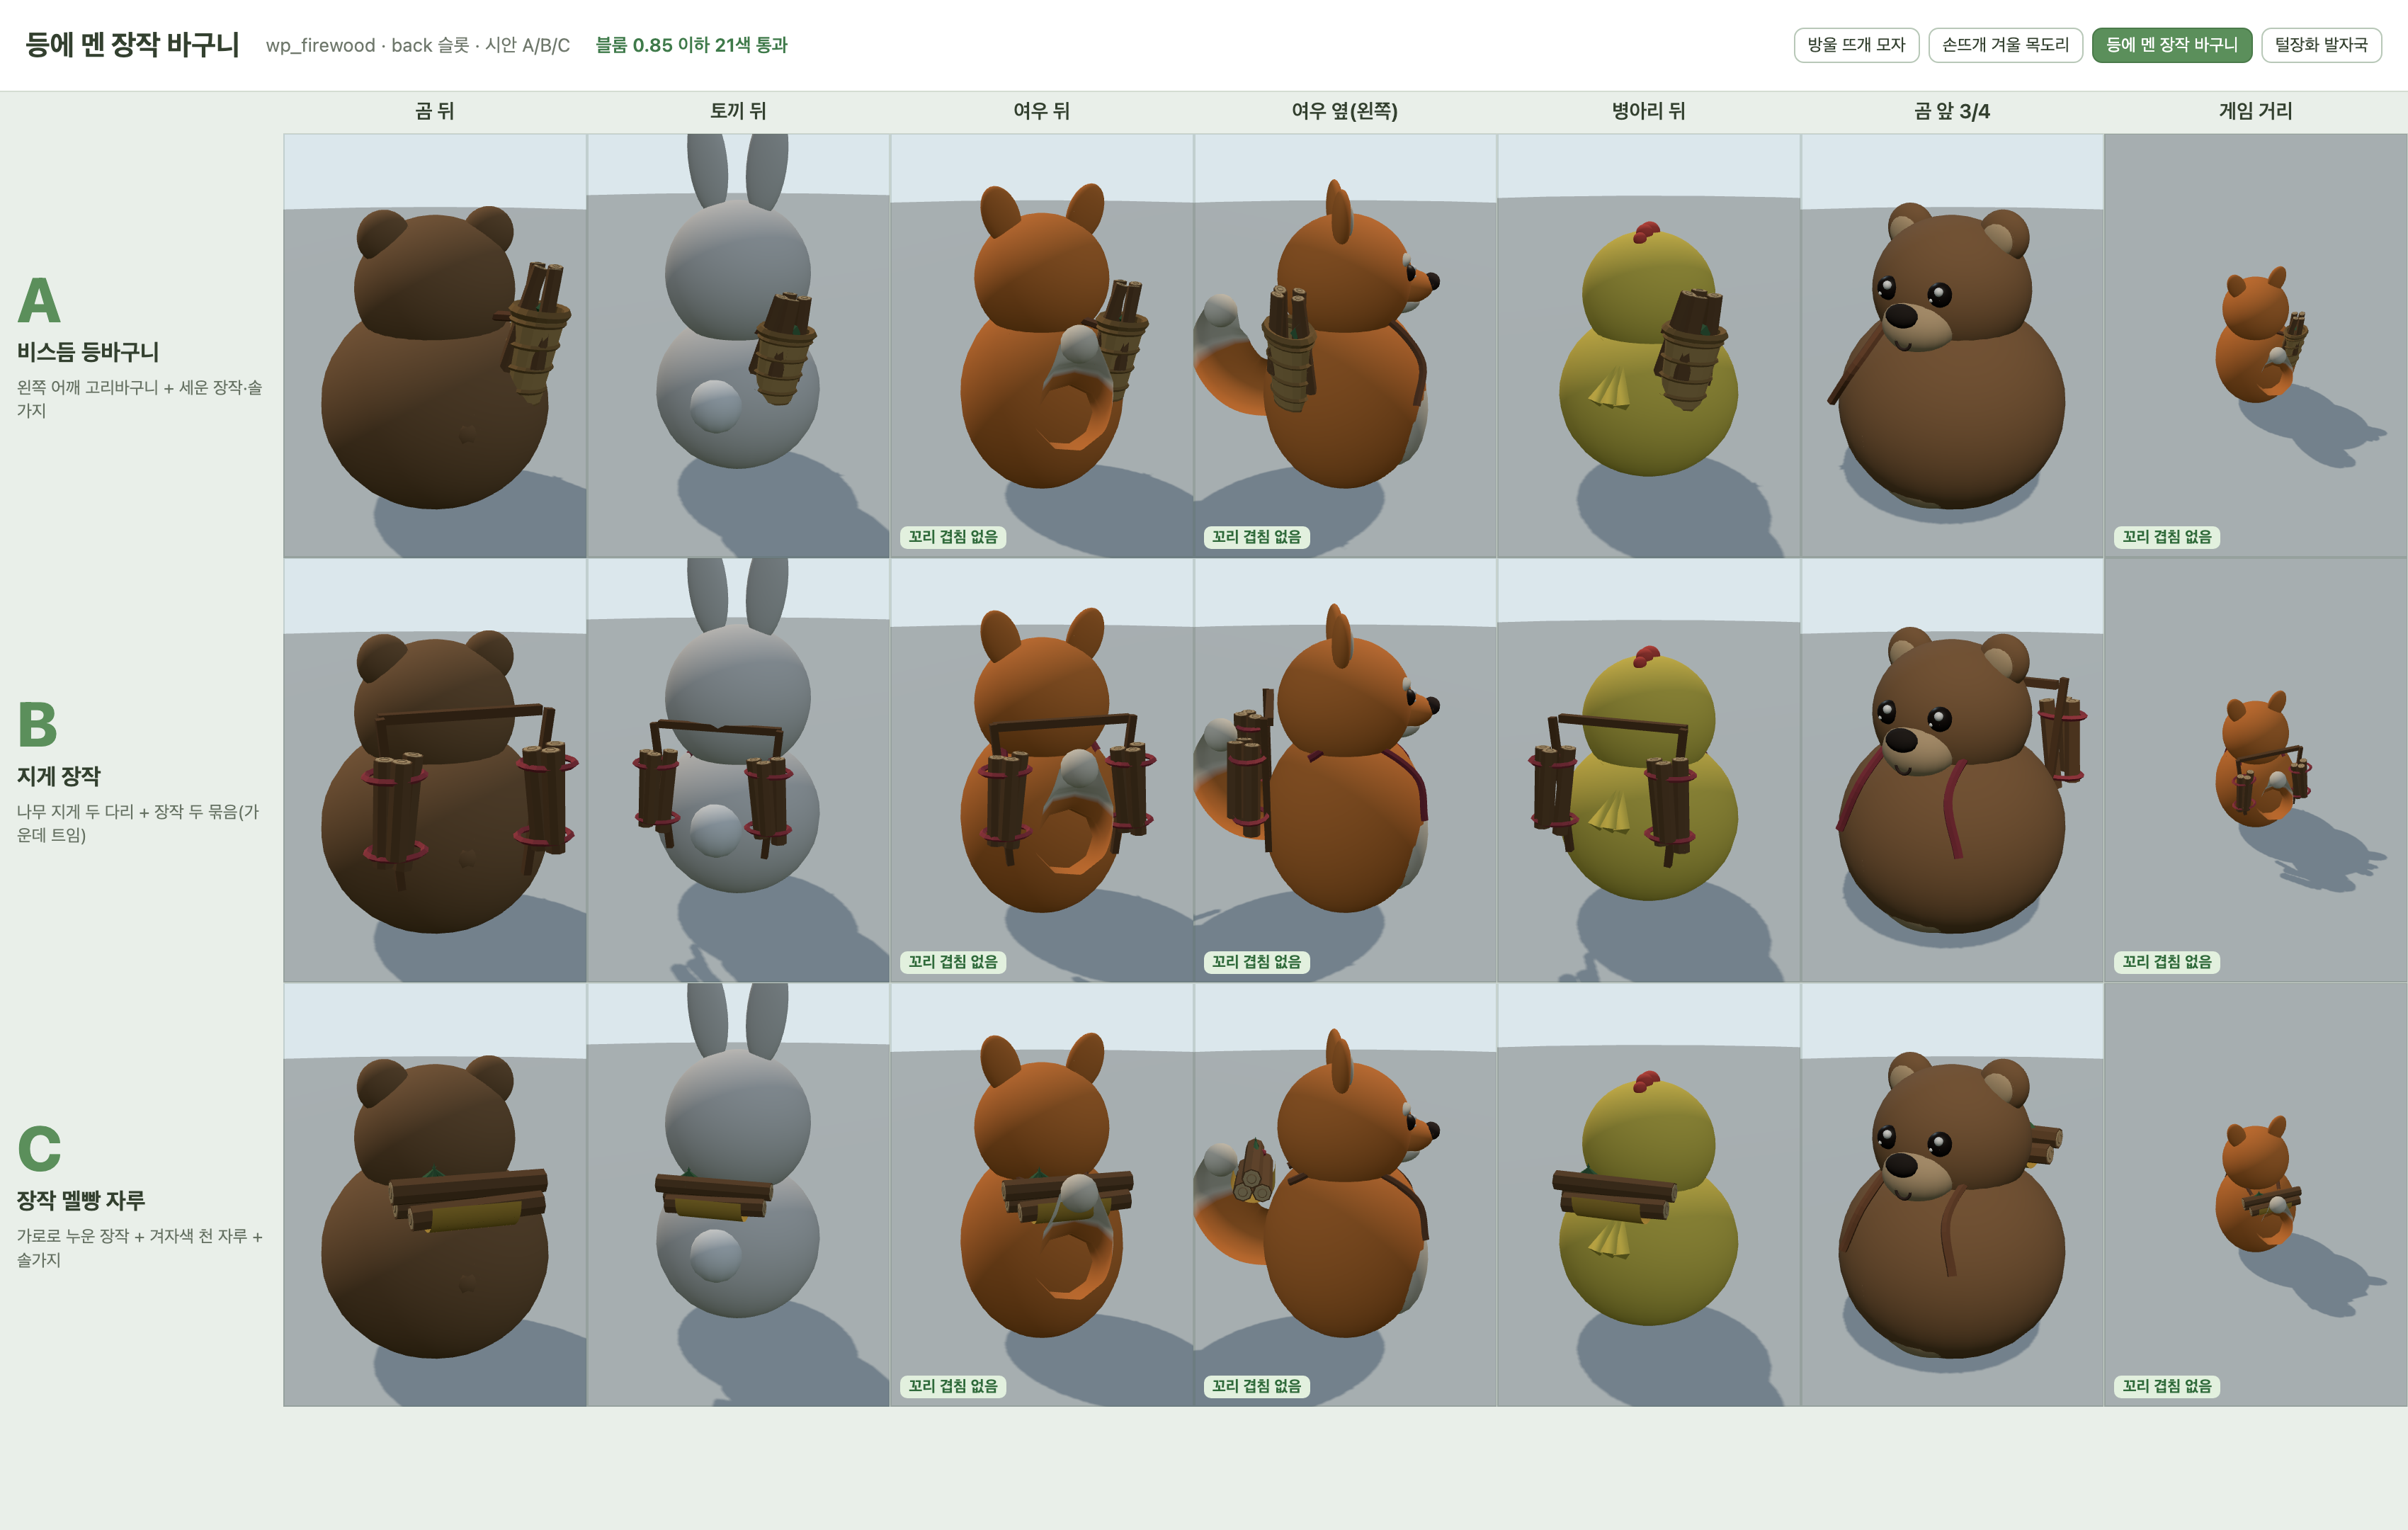 등에 멘 장작 바구니
wp_firewood · back 슬롯 · 시안 A/B/C
블룸 0.85 이하 21색 통과
방울 뜨개 모자
손뜨개 겨울 목도리
등에 멘 장작 바구니
털장화 발자국
곰 뒤
토끼 뒤
여우 뒤
여우 옆(왼쪽)
병아리 뒤
곰 앞 3/4
게임 거리
A
비스듬 등바구니
왼쪽 어깨 고리바구니 + 세운 장작·솔
가지
꼬리 겹침 없음
꼬리 겹침 없음
꼬리 겹침 없음
B
지게 장작
나무 지게 두 다리 + 장작 두 묶음(가
운데 트임)
꼬리 겹침 없음
꼬리 겹침 없음
꼬리 겹침 없음
C
장작 멜빵 자루
가로로 누운 장작 + 겨자색 천 자루 +
솔가지
꼬리 겹침 없음
꼬리 겹침 없음
꼬리 겹침 없음